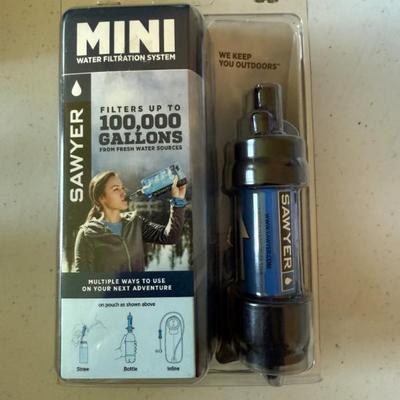 MINI
WATER FILTRATION SYSTEM
SAWYER
FILTERS UP TO
100,000
GALLONS
FROM FRESH WATER SOURCES
MULTIPLE WAYS TO USE
ON YOUR NEXT ADVENTURE
on pouch as shown above
Straw
Bottle
Inline
WE KEEP
YOU OUTDOORS™
SAWYER
WWW.SAWYER.COM